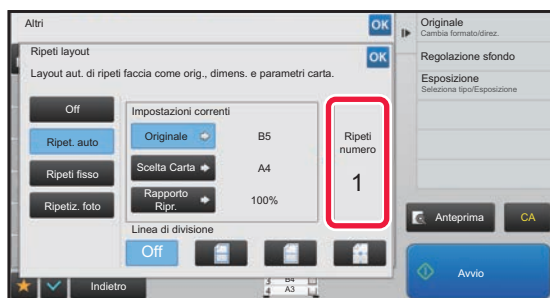 Altri
OK
Ripeti layout
OK
Layout aut. di ripeti faccia come orig., dimens. e parametri carta.
Off
Ripet. auto
Ripeti fisso
Ripetiz. foto
Impostazioni correnti
Originale
B5
Scelta Carta
A4
Rapporto
Ripr.
100%
Ripeti
numero
1
Linea di divisione
Off
Indietro
B4
A3
Originale
Cambia formato/direz.
Regolazione sfondo
Esposizione
Seleziona tipo/Esposizione
Anteprima
CA
Avvio